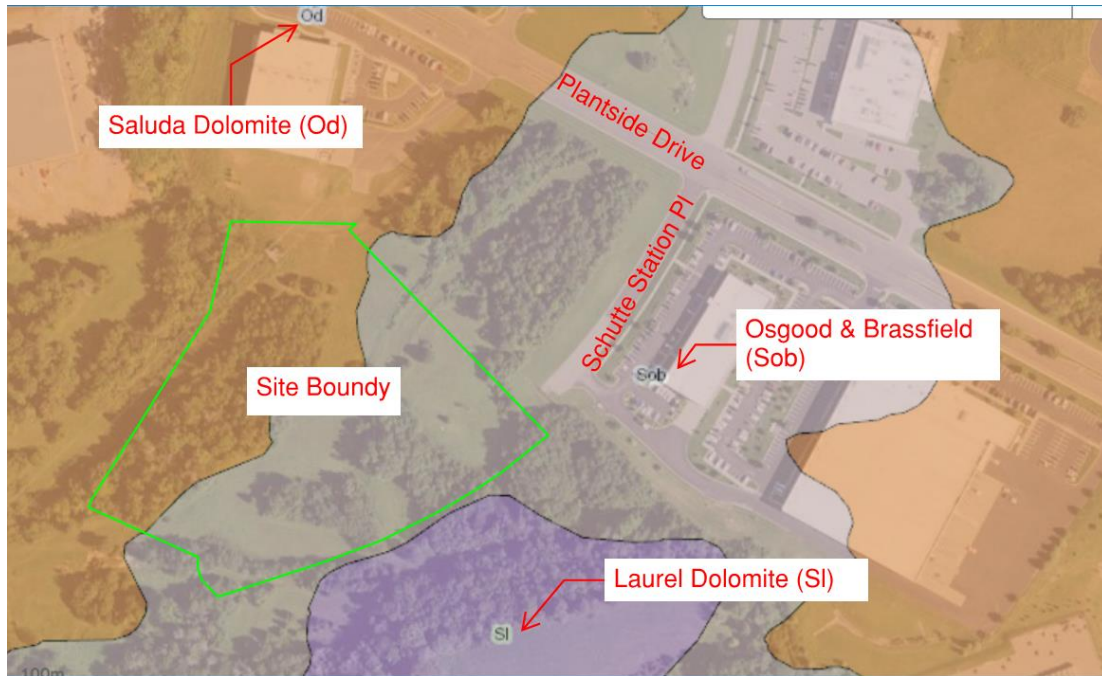 Od
Saluda Dolomite (Od)
Plantside Drive
Schutte Station Pl
Osgood & Brassfield
(Sob)
Sob
Site Boundy
Laurel Dolomite (Sl)
Sl
100m